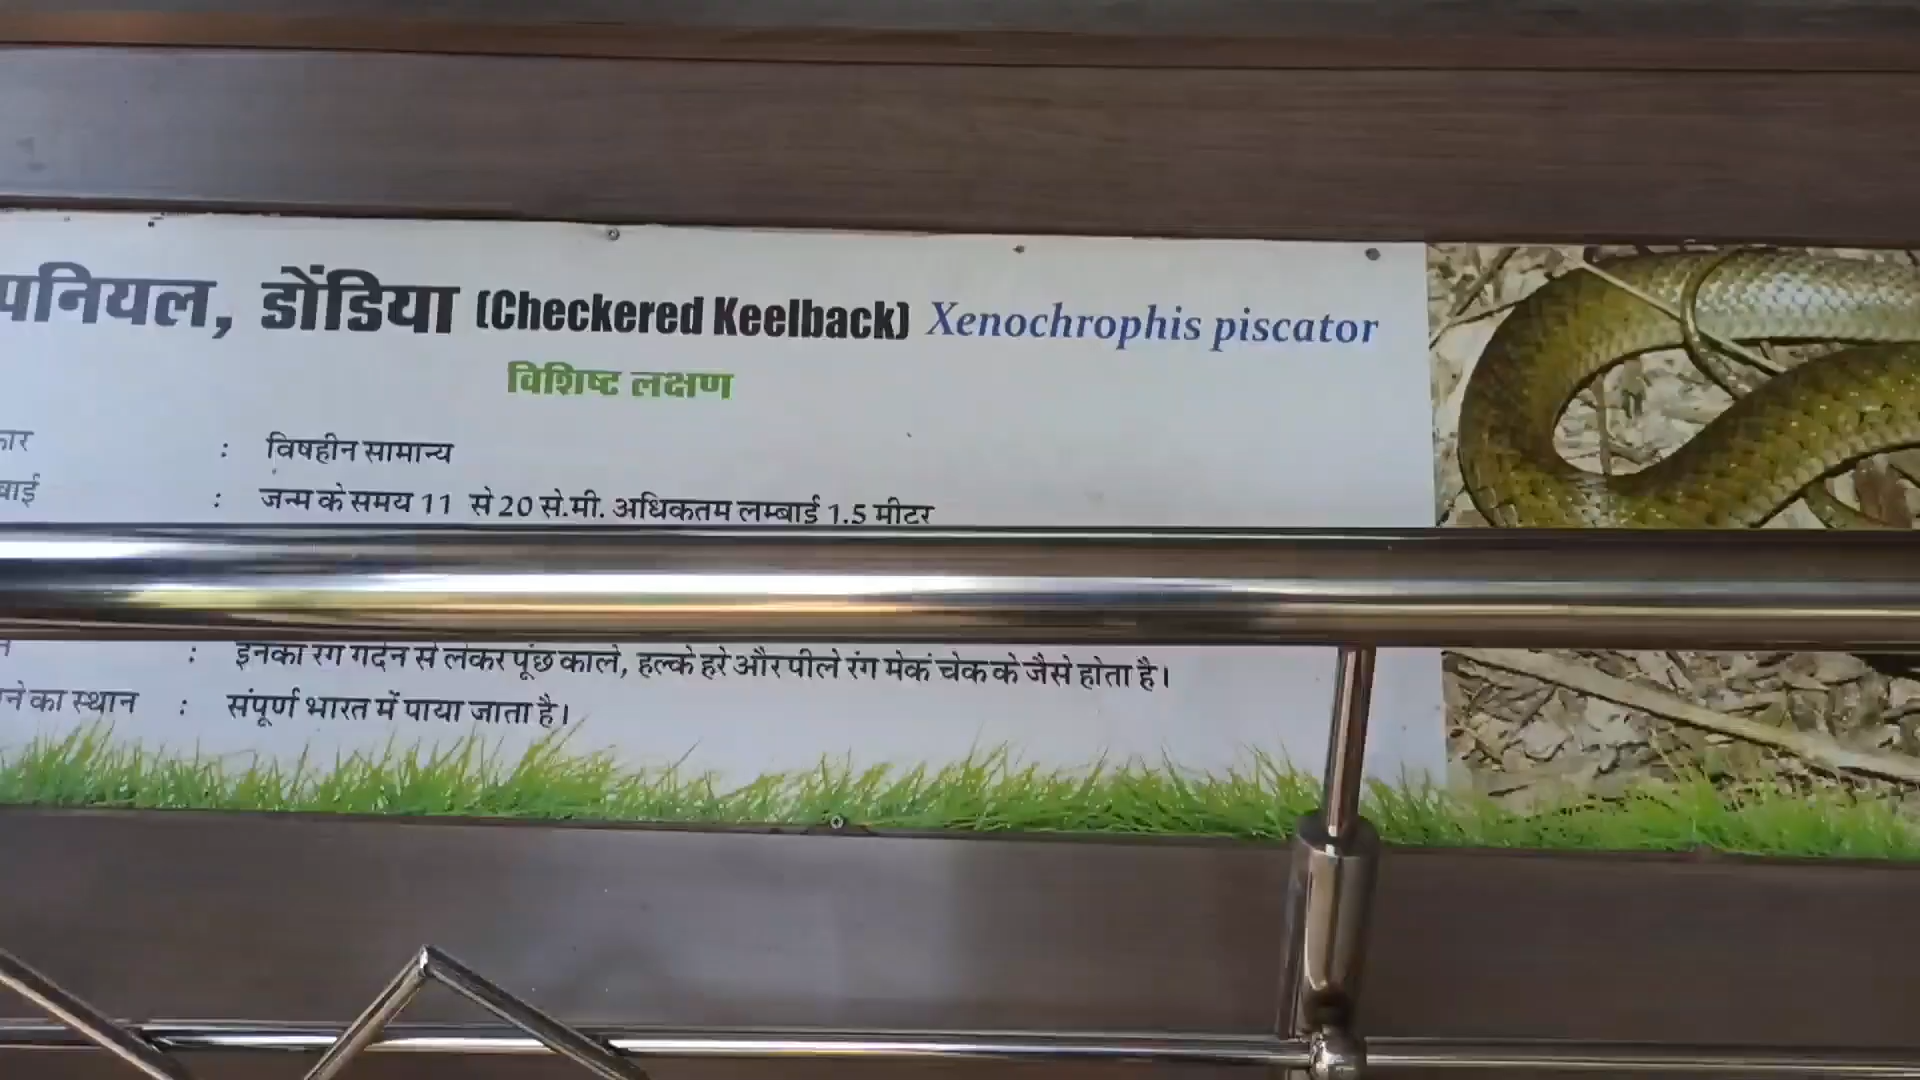 पनियल, डोंडिया (Checkered Keelback) Xenochrophis piscator
विशिष्ट लक्षण
: विषहीन सामान्य
: जन्म के समय 11 से 20 से.मी. अधिकतम लम्बाई 1.5 मीटर
: इनका रंग गर्दन से लेकर पूंछ काले, हल्के हरे और पीले रंग मेकं चेक के जैसे होता है।
का स्थान : संपूर्ण भारत में पाया जाता है।